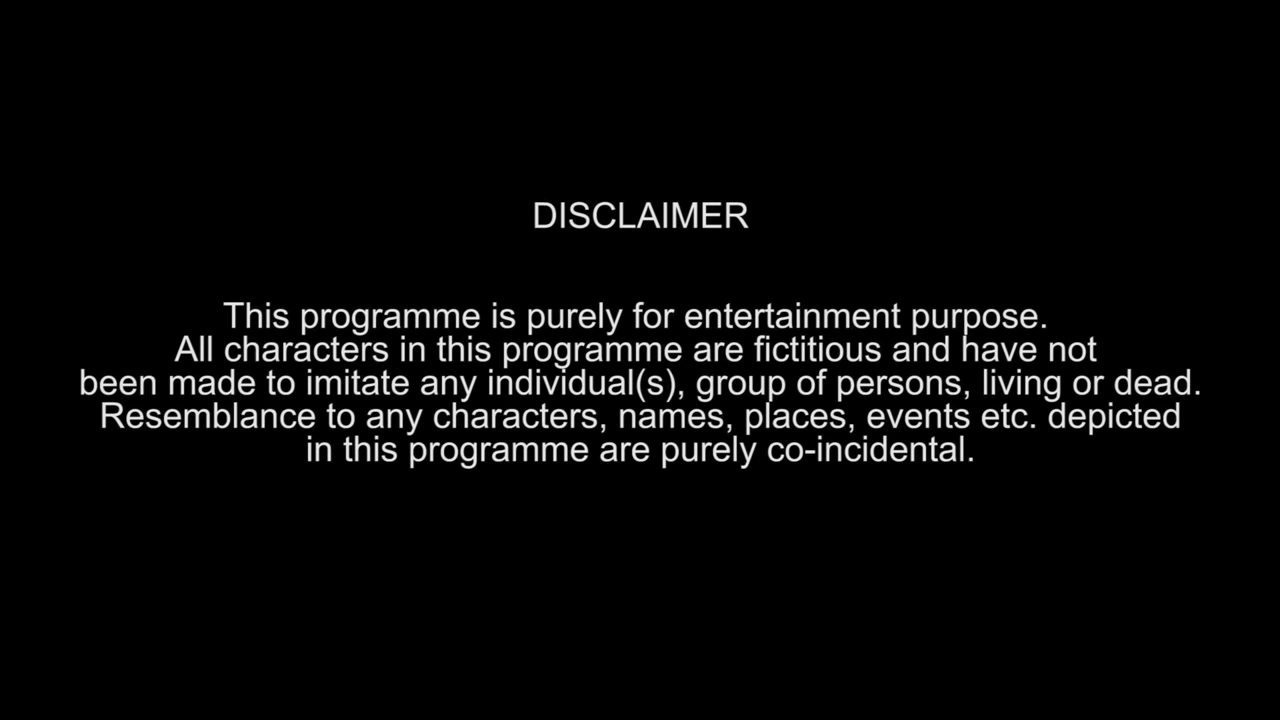 DISCLAIMER
This programme is purely for entertainment purpose.
All characters in this programme are fictitious and have not
been made to imitate any individual(s), group of persons, living or dead.
Resemblance to any characters, names, places, events etc. depicted
in this programme are purely co-incidental.